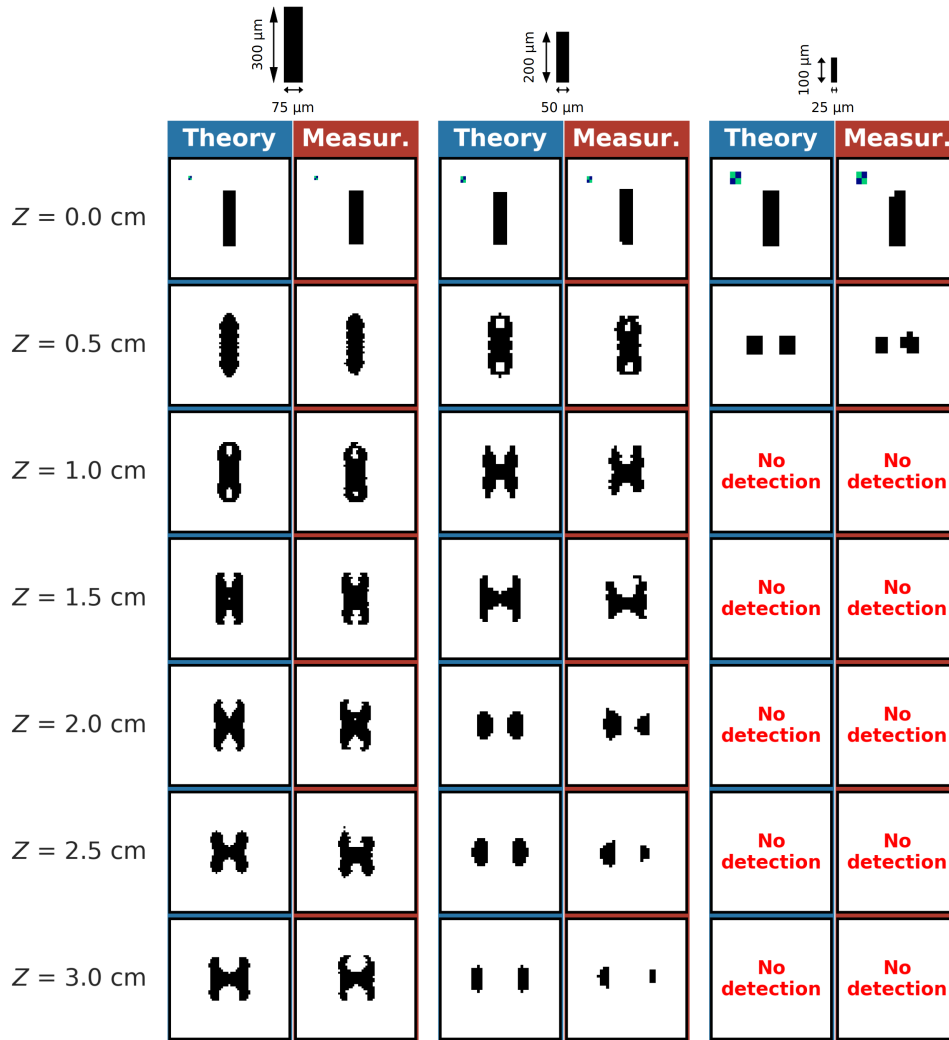 300 μm
200 μm
100 μm
75 μm
50 μm
25 μm
Theory Measur. Theory Measur. Theory Measur.
Z = 0.0 cm
Z = 0.5 cm
Z = 1.0 cm
No detection
No detection
Z = 1.5 cm
No detection
No detection
Z = 2.0 cm
No detection
No detection
Z = 2.5 cm
No detection
No detection
Z = 3.0 cm
No detection
No detection